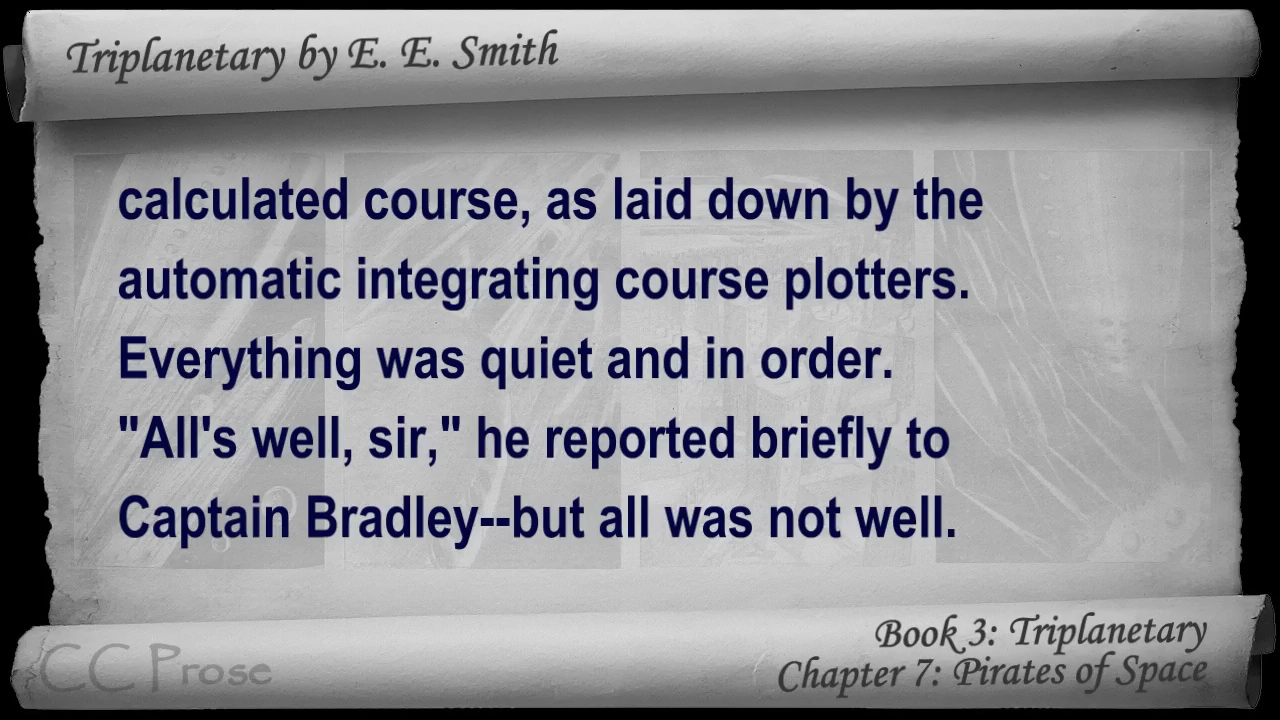 Triplanetary by E. E. Smith
calculated course, as laid down by the
automatic integrating course plotters.
Everything was quiet and in order.
"All's well, sir," he reported briefly to
Captain Bradley--but all was not well.
Book 3: Triplanetary
Chapter 7: Pirates of Space
CC Prose